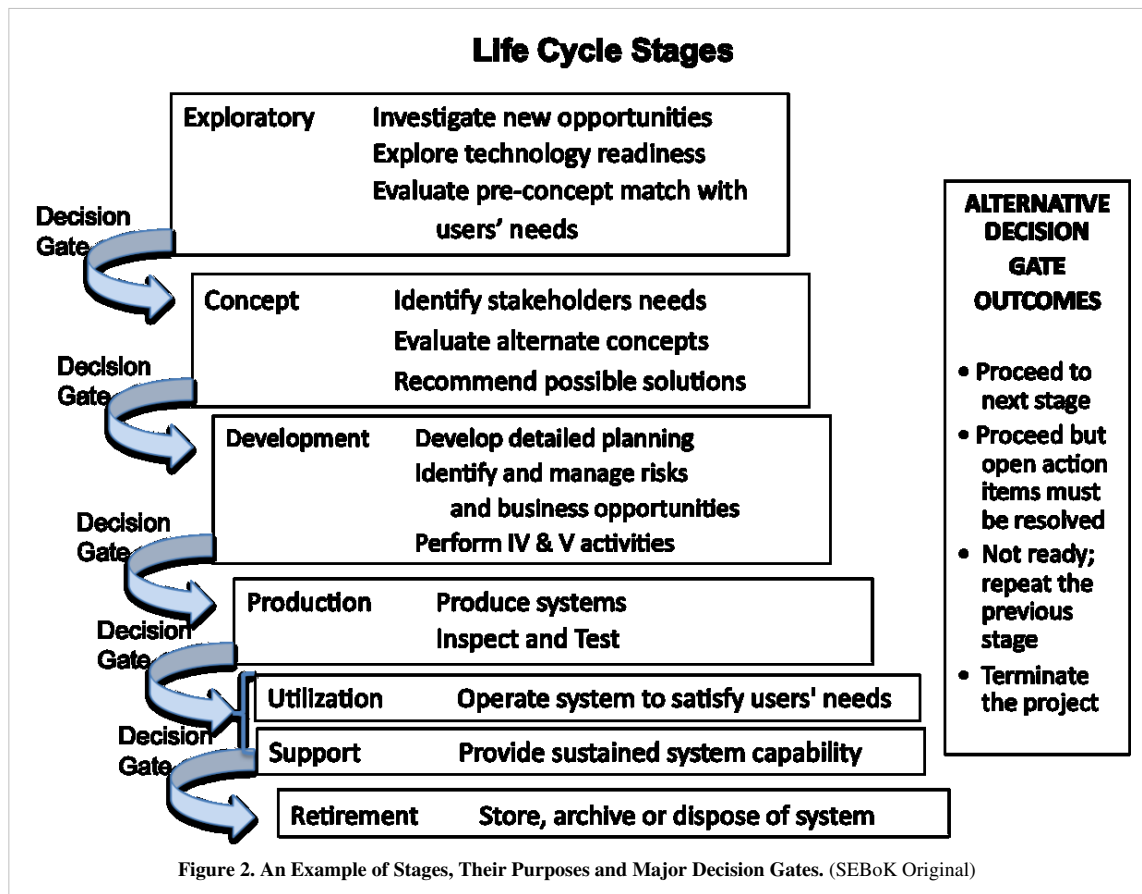 Life Cycle Stages
Exploratory Investigate new opportunities
Explore technology readiness
Evaluate pre-concept match with
users' needs
Decision
Gate
Concept Identify stakeholders needs
Evaluate alternate concepts
Recommend possible solutions
Decision
Gate
Development Develop detailed planning
Identify and manage risks
and business opportunities
Perform IV & V activities
Decision
Gate
Production Produce systems
Inspect and Test
Decision
Gate
Utilization Operate system to satisfy users' needs
Support Provide sustained system capability
Decision
Gate
Retirement Store, archive or dispose of system
ALTERNATIVE
DECISION
GATE
OUTCOMES
• Proceed to
next stage
• Proceed but
open action
items must
be resolved
• Not ready;
repeat the
previous
stage
• Terminate
the project
Figure 2. An Example of Stages, Their Purposes and Major Decision Gates. (SEBoK Original)